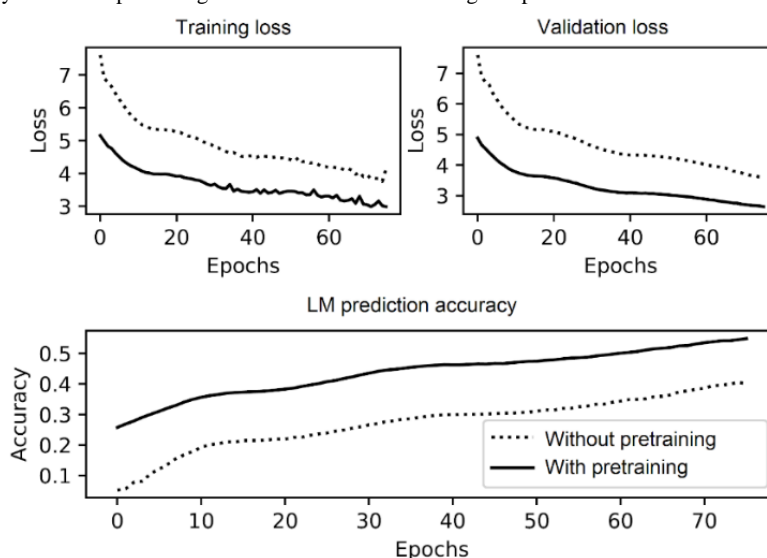 Training loss
Validation loss
Loss
7
6
5
4
3
0
20
40
60
Epochs
Loss
7
6
5
4
3
0
20
40
60
Epochs
LM prediction accuracy
Accuracy
0.5
0.4
0.3
0.2
0.1
Without pretraining
With pretraining
0
10
20
30
40
50
60
70
Epochs